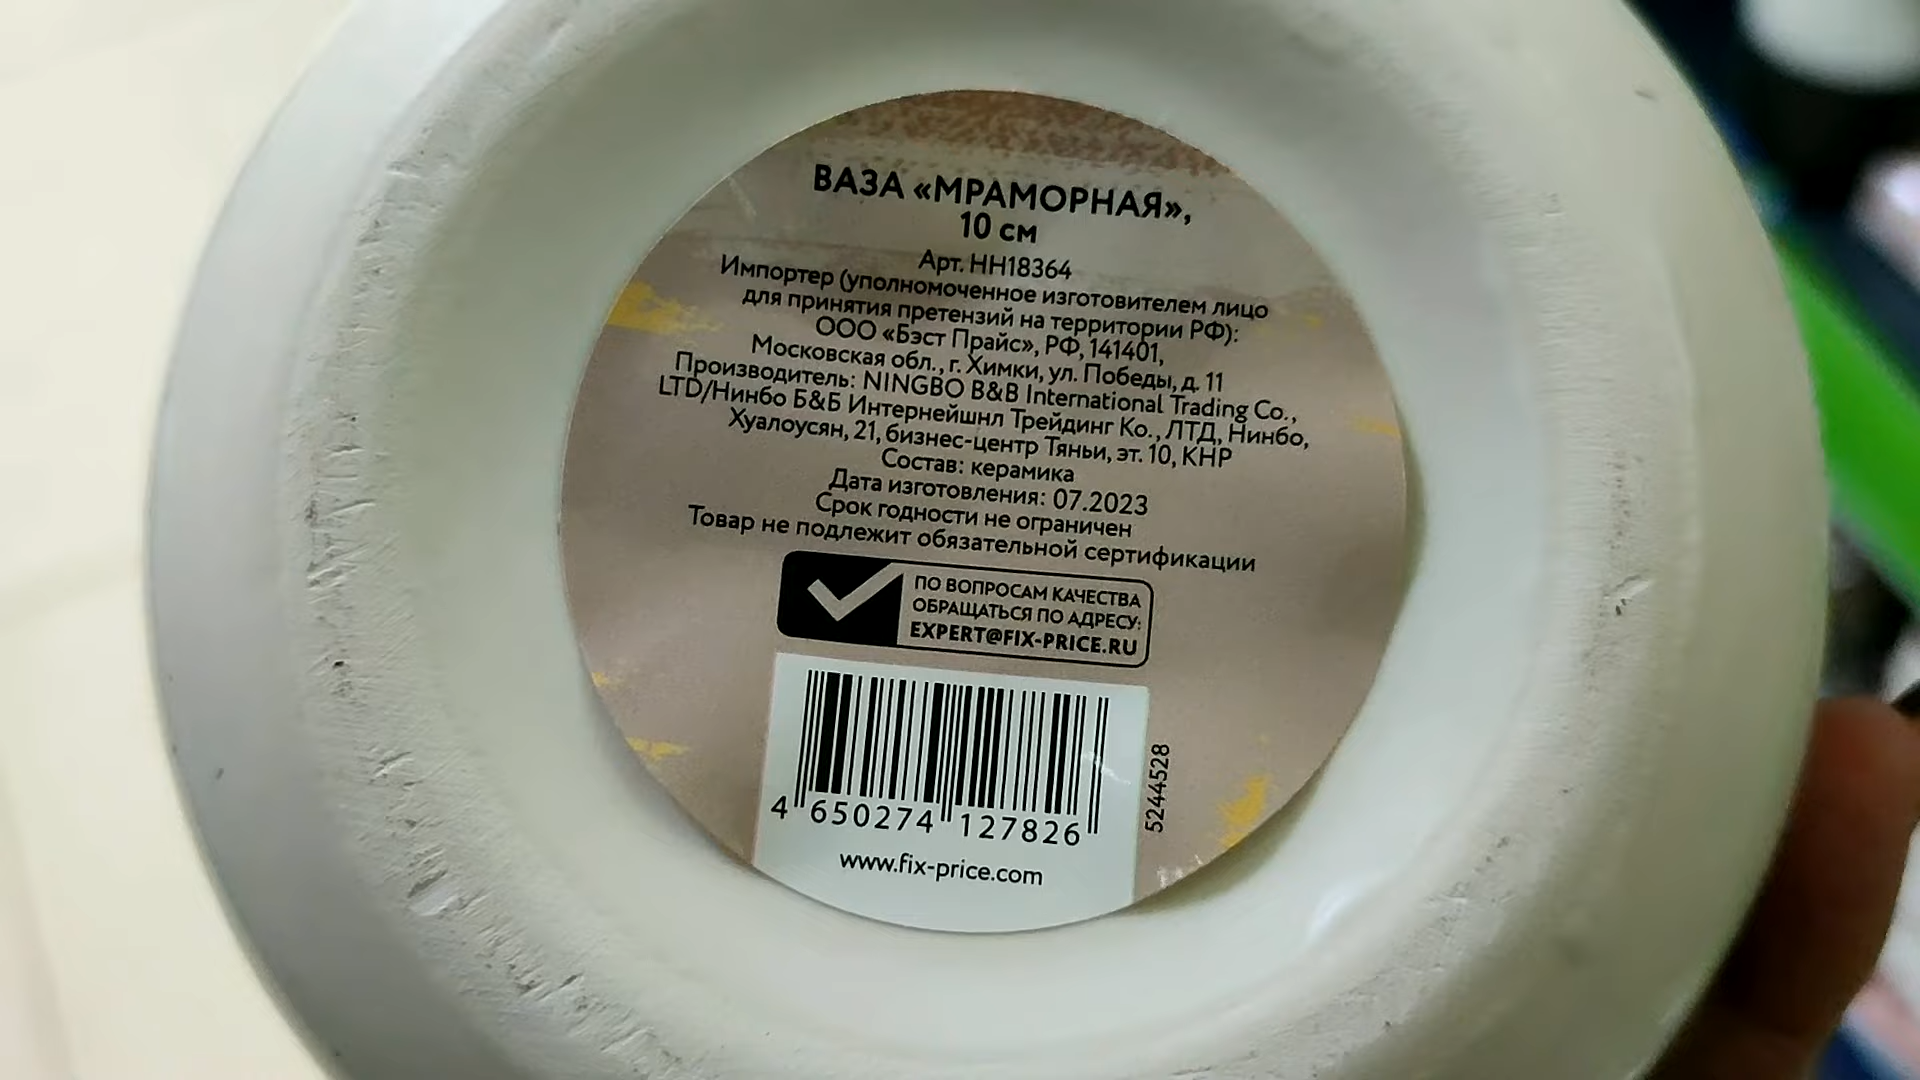 ВАЗА «МРАМОРНАЯ»,
10 см
Арт. НН18364
Импортер (уполномоченное изготовителем лицо
для принятия претензий на территории РФ):
ООО «Бэст Прайс», РФ, 141401,
Московская обл., г. Химки, ул. Победы, д. 11
Производитель: NINGBO B&B International Trading Co.,
LTD/Нинбо Б&Б Интернейшнл Трейдинг Ко., ЛТД, Нинбо,
Хуалоусян, 21, бизнес-центр Тяньи, эт. 10, КНР
Состав: керамика
Дата изготовления: 07.2023
Срок годности не ограничен
Товар не подлежит обязательной сертификации
ПО ВОПРОСАМ КАЧЕСТВА
ОБРАЩАТЬСЯ ПО АДРЕСУ:
EXPERT@FIX-PRICE.RU
4 650274 127826
5244528
www.fix-price.com